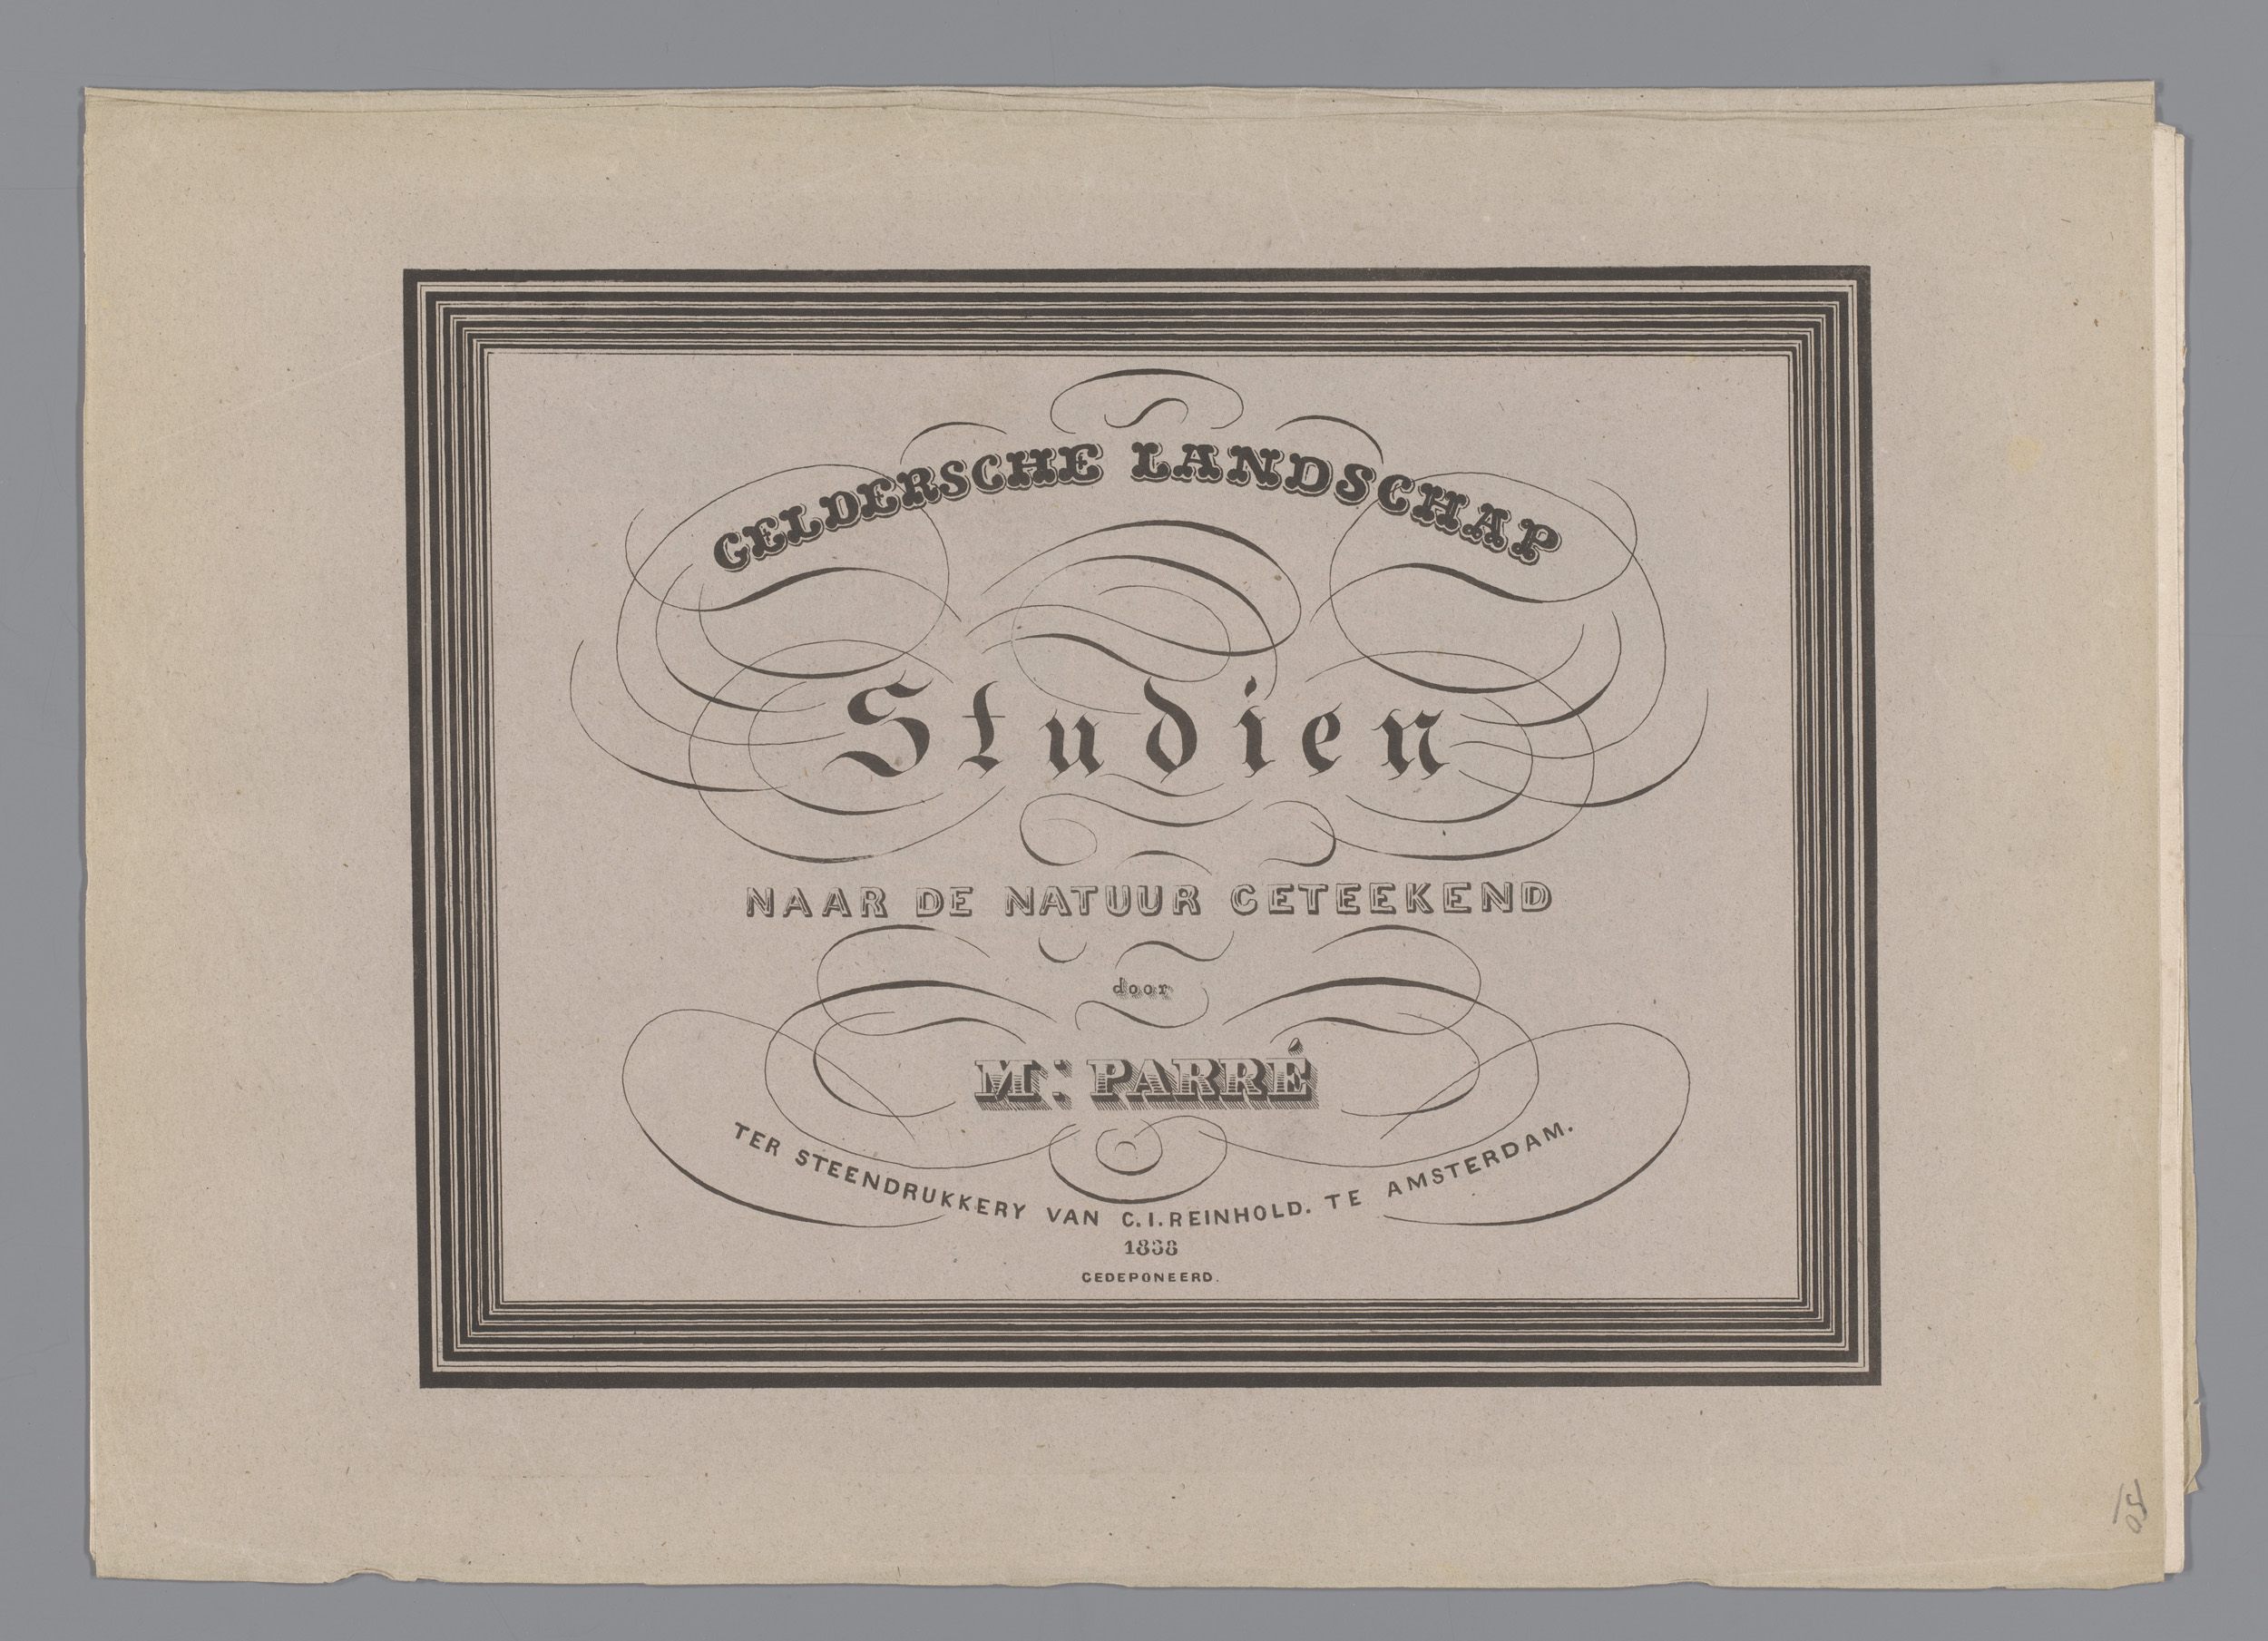 GELDERSCHE LANDSCHAP
Studien
NAAR DE NATUUR GETEEKEND
door
M: PARRÉ
TER STEENDRUKKERY VAN C.I. REINHOLD. TE AMSTERDAM.
1838
GEDEPONEERD.